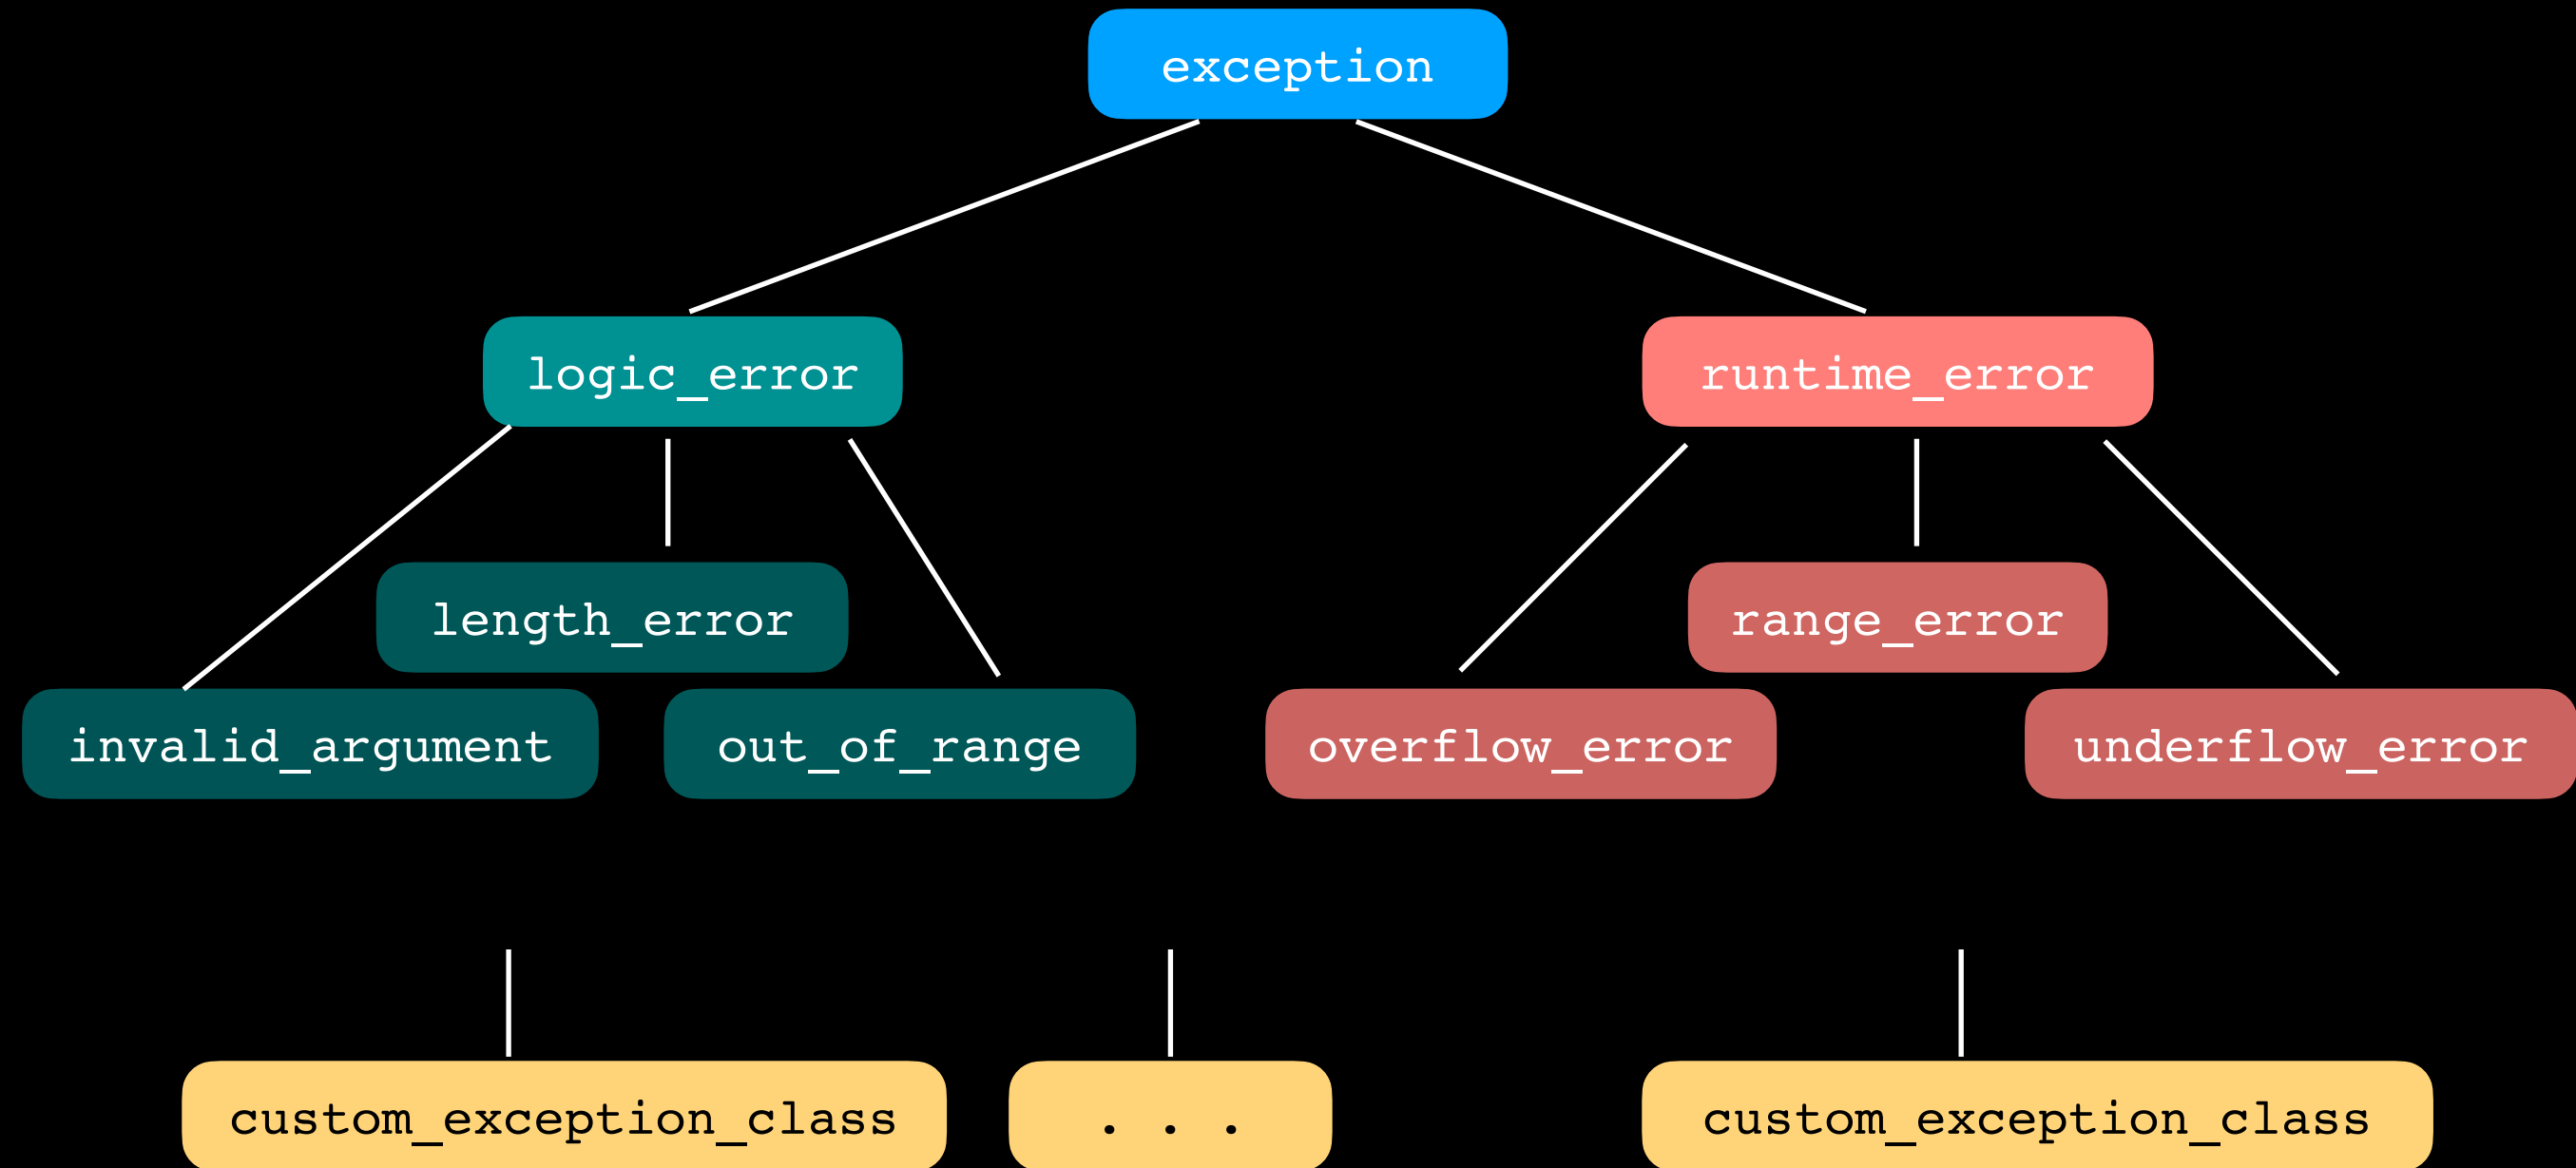 exception
logic_error
runtime_error
length_error
range_error
invalid_argument
out_of_range
overflow_error
underflow_error
custom_exception_class
. . .
custom_exception_class